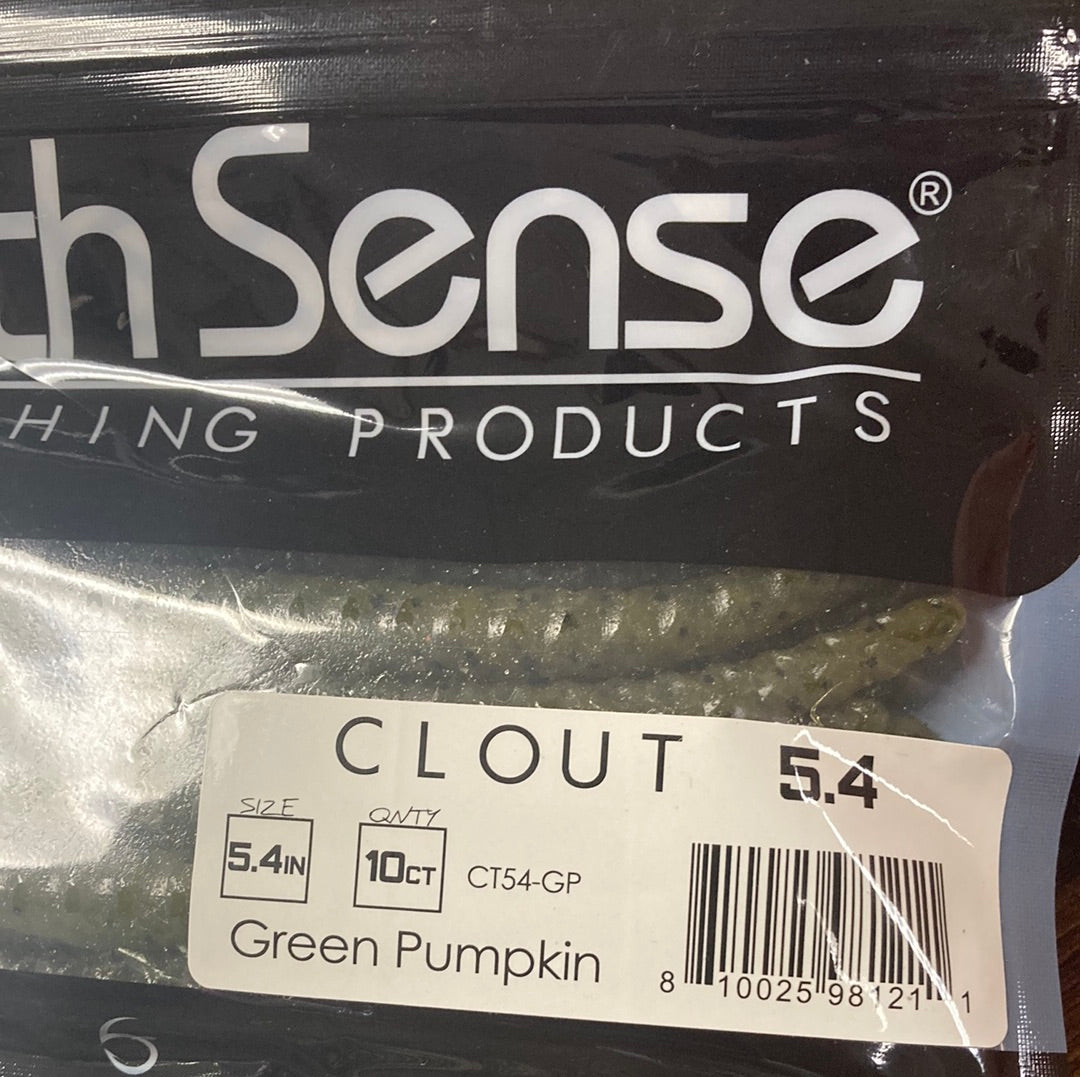 th Sense®
HING PRODUCTS
CLOUT 5.4
SIZE QNTY
5.4IN 10CT CT54-GP
Green Pumpkin
8 10025 98121 1
6